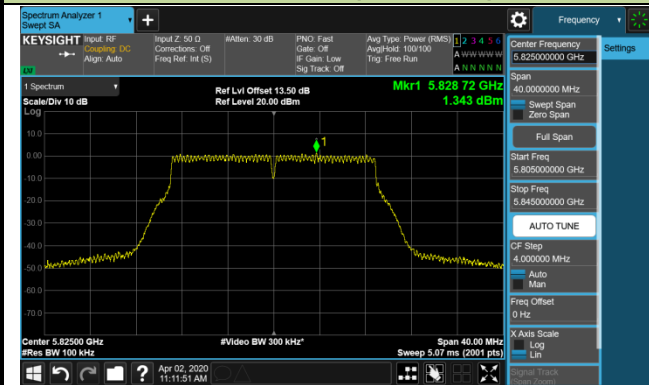 Spectrum Analyzer 1
Swept SA
+
Frequency
KEYSIGHT
Input: RF
Coupling: DC
Align: Auto
Input Z: 50 Ω
Corrections: Off
Freq Ref: Int (S)
#Atten: 30 dB
PNO: Fast
Gate: Off
IF Gain: Low
Sig Track: Off
Avg Type: Power (RMS)
Avg|Hold: 100/100
Trig: Free Run
1 2 3 4 5 6
A W W W W W
A N N N N N
1 Spectrum
Scale/Div 10 dB
Log
Ref Lvl Offset 13.50 dB
Ref Level 20.00 dBm
Mkr1 5.828 72 GHz
1.343 dBm
10.0
0.00
-10.0
-20.0
-30.0
-40.0
-50.0
-60.0
-70.0
1
Center 5.82500 GHz
#Res BW 100 kHz
#Video BW 300 kHz*
Span 40.00 MHz
Sweep 5.07 ms (2001 pts)
Center Frequency
5.825000000 GHz
Settings
Span
40.0000000 MHz
Swept Span
Zero Span
Full Span
Start Freq
5.805000000 GHz
Stop Freq
5.845000000 GHz
AUTO TUNE
CF Step
4.000000 MHz
Auto
Man
Freq Offset
0 Hz
X Axis Scale
Log
Lin
Signal Track
(Span Zoom)
?
Apr 02, 2020
11:11:51 AM